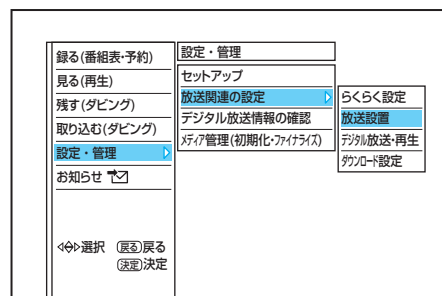 録る(番組表･予約)
見る(再生)
残す(ダビング)
取り込む(ダビング)
設定・管理
お知らせ
選択 戻る戻る
決定決定
設定・管理
セットアップ
放送関連の設定
デジタル放送情報の確認
ﾒﾃﾞｨｱ管理(初期化･ﾌｧｲﾅﾗｲｽﾞ)
らくらく設定
放送設置
ﾃﾞｼﾞﾀﾙ放送・再生
ﾀﾞｳﾝﾛｰﾄﾞ設定